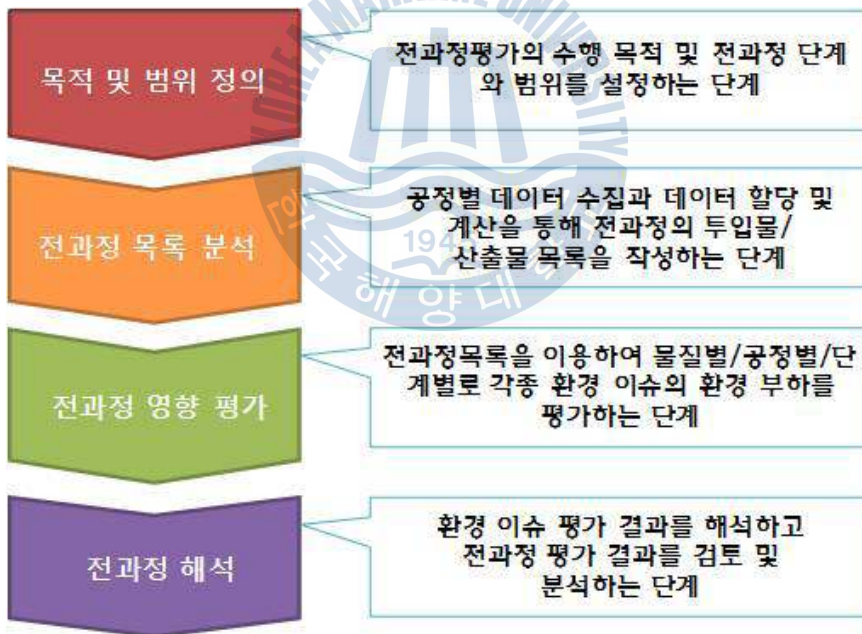 목적 및 범위 정의
전과정평가의 수행 목적 및 전과정 단계
와 범위를 설정하는 단계
전과정 목록 분석
공정별 데이터 수집과 데이터 할당 및
계산을 통해 전과정의 투입물/
산출물 목록을 작성하는 단계
전과정 영향 평가
전과정목록을 이용하여 물질별/공정별/단
계별로 각종 환경 이슈의 환경 부하를
평가하는 단계
전과정 해석
환경 이슈 평가 결과를 해석하고
전과정 평가 결과를 검토 및
분석하는 단계